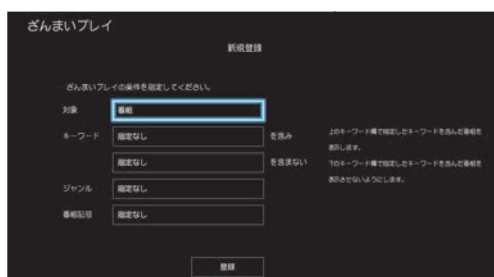 ざんまいプレイ
新規登録
ざんまいプレイの条件を指定してください。
対象 番組
キーワード 指定なし を含み
指定なし を含まない
上のキーワード欄で指定したキーワードを含んだ番組を
表示します。
下のキーワード欄で指定したキーワードを含んだ番組を
表示させないようにします。
ジャンル 指定なし
番組記号 指定なし
登録